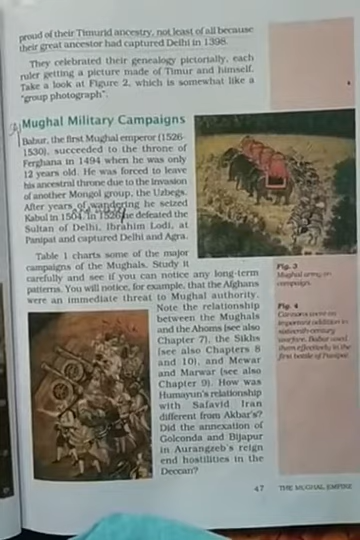 proud of their Timurid ancestry, not least of all because
their great ancestor had captured Delhi in 1398.
They celebrated their genealogy pictorially, each
ruler getting a picture made of Timur and himself.
Take a look at Figure 2, which is somewhat like a
"group photograph".
Mughal Military Campaigns
Babur, the first Mughal emperor (1526-
1530), succeeded to the throne of
Ferghana in 1494 when he was only
12 years old. He was forced to leave
his ancestral throne due to the invasion
of another Mongol group, the Uzbegs.
After years of wandering he seized
Kabul in 1504. In 1526 he defeated the
Sultan of Delhi, Ibrahim Lodi, at
Panipat and captured Delhi and Agra.
Table 1 charts some of the major
campaigns of the Mughals. Study it
carefully and see if you can notice any long-term
patterns. You will notice, for example, that the Afghans
were an immediate threat to Mughal authority.
Note the relationship
between the Mughals
and the Ahoms (see also
Chapter 7), the Sikhs
(see also Chapters 8
and 10), and Mewar
and Marwar (see also
Chapter 9). How was
Humayun's relationship
with Safavid Iran
different from Akbar's?
Did the annexation of
Golconda and Bijapur
in Aurangzeb's reign
end hostilities in the
Deccan?
Fig. 3
Mughal army on
campaign.
Fig. 4
Cannons were an
important addition in
sixteenth-century
warfare. Babur used
them effectively in the
first battle of Panipat.
47 THE MUGHAL EMPIRE